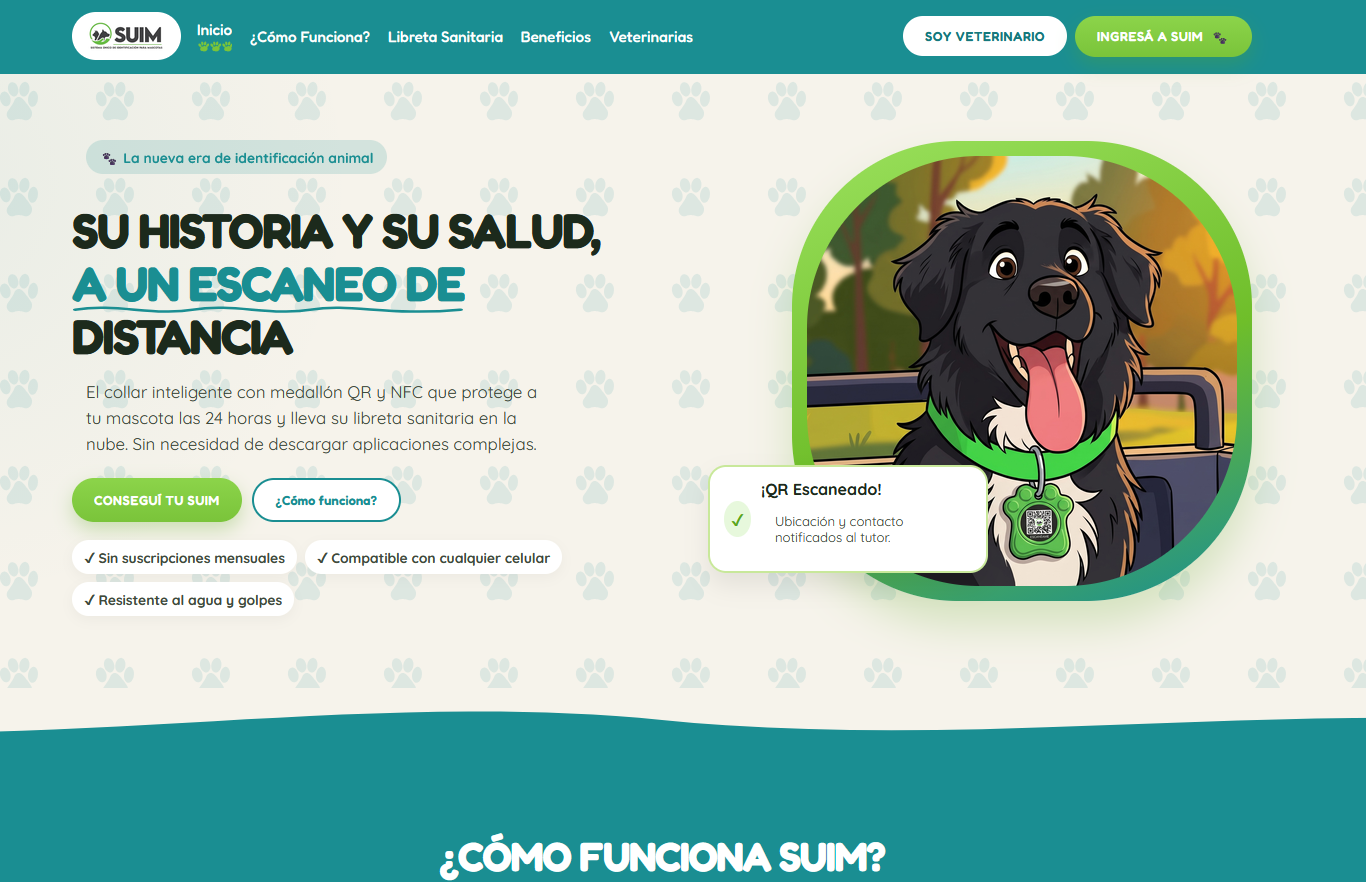 SUIM
Inicio
¿Cómo Funciona?
Libreta Sanitaria
Beneficios
Veterinarias
SOY VETERINARIO
INGRESÁ A SUIM
La nueva era de identificación animal
SU HISTORIA Y SU SALUD,
A UN ESCANEO DE
DISTANCIA
El collar inteligente con medallón QR y NFC que protege a
tu mascota las 24 horas y lleva su libreta sanitaria en la
nube. Sin necesidad de descargar aplicaciones complejas.
CONSEGUÍ TU SUIM
¿Cómo funciona?
✓ Sin suscripciones mensuales
✓ Compatible con cualquier celular
✓ Resistente al agua y golpes
¡QR Escaneado!
✓
Ubicación y contacto
notificados al tutor.
¿CÓMO FUNCIONA SUIM?